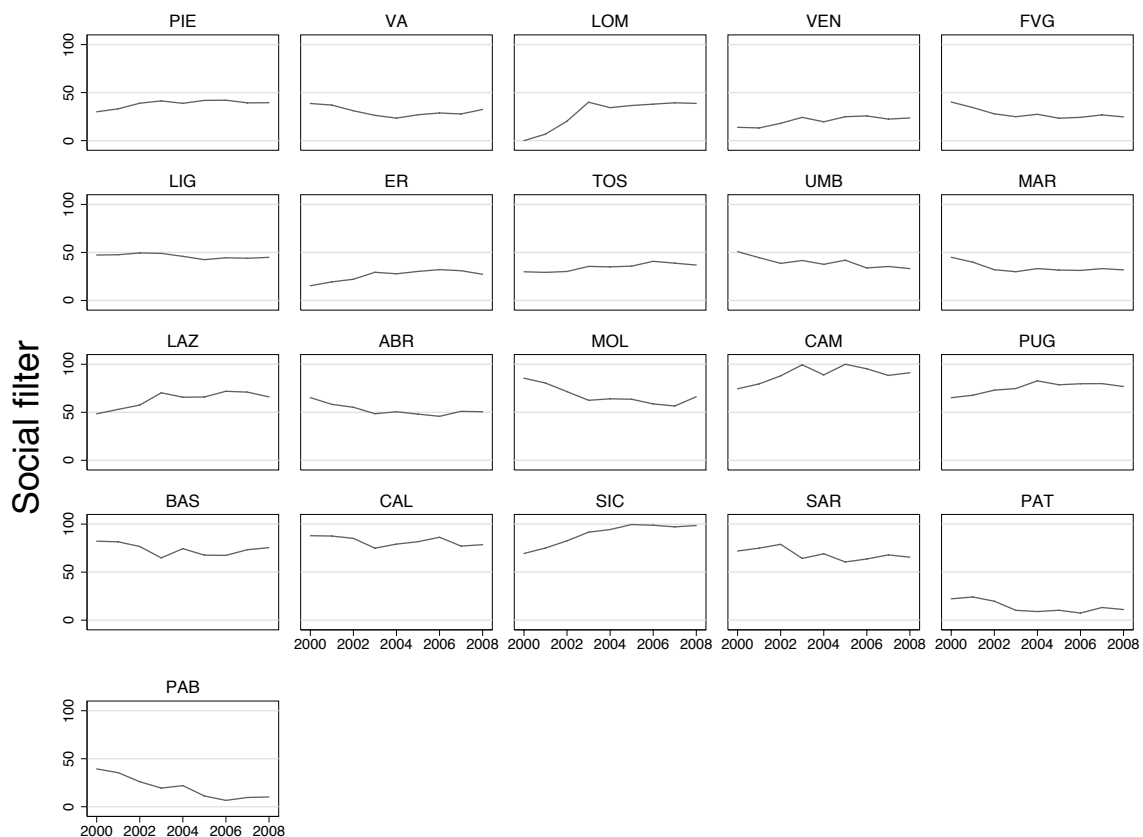 Social filter
PIE VA LOM VEN FVG
100
50
0
LIG ER TOS UMB MAR
100
50
0
LAZ ABR MOL CAM PUG
100
50
0
BAS CAL SIC SAR PAT
100
50
0
2000 2002 2004 2006 2008 2000 2002 2004 2006 2008 2000 2002 2004 2006 2008 2000 2002 2004 2006 2008
PAB
100
50
0
2000 2002 2004 2006 2008